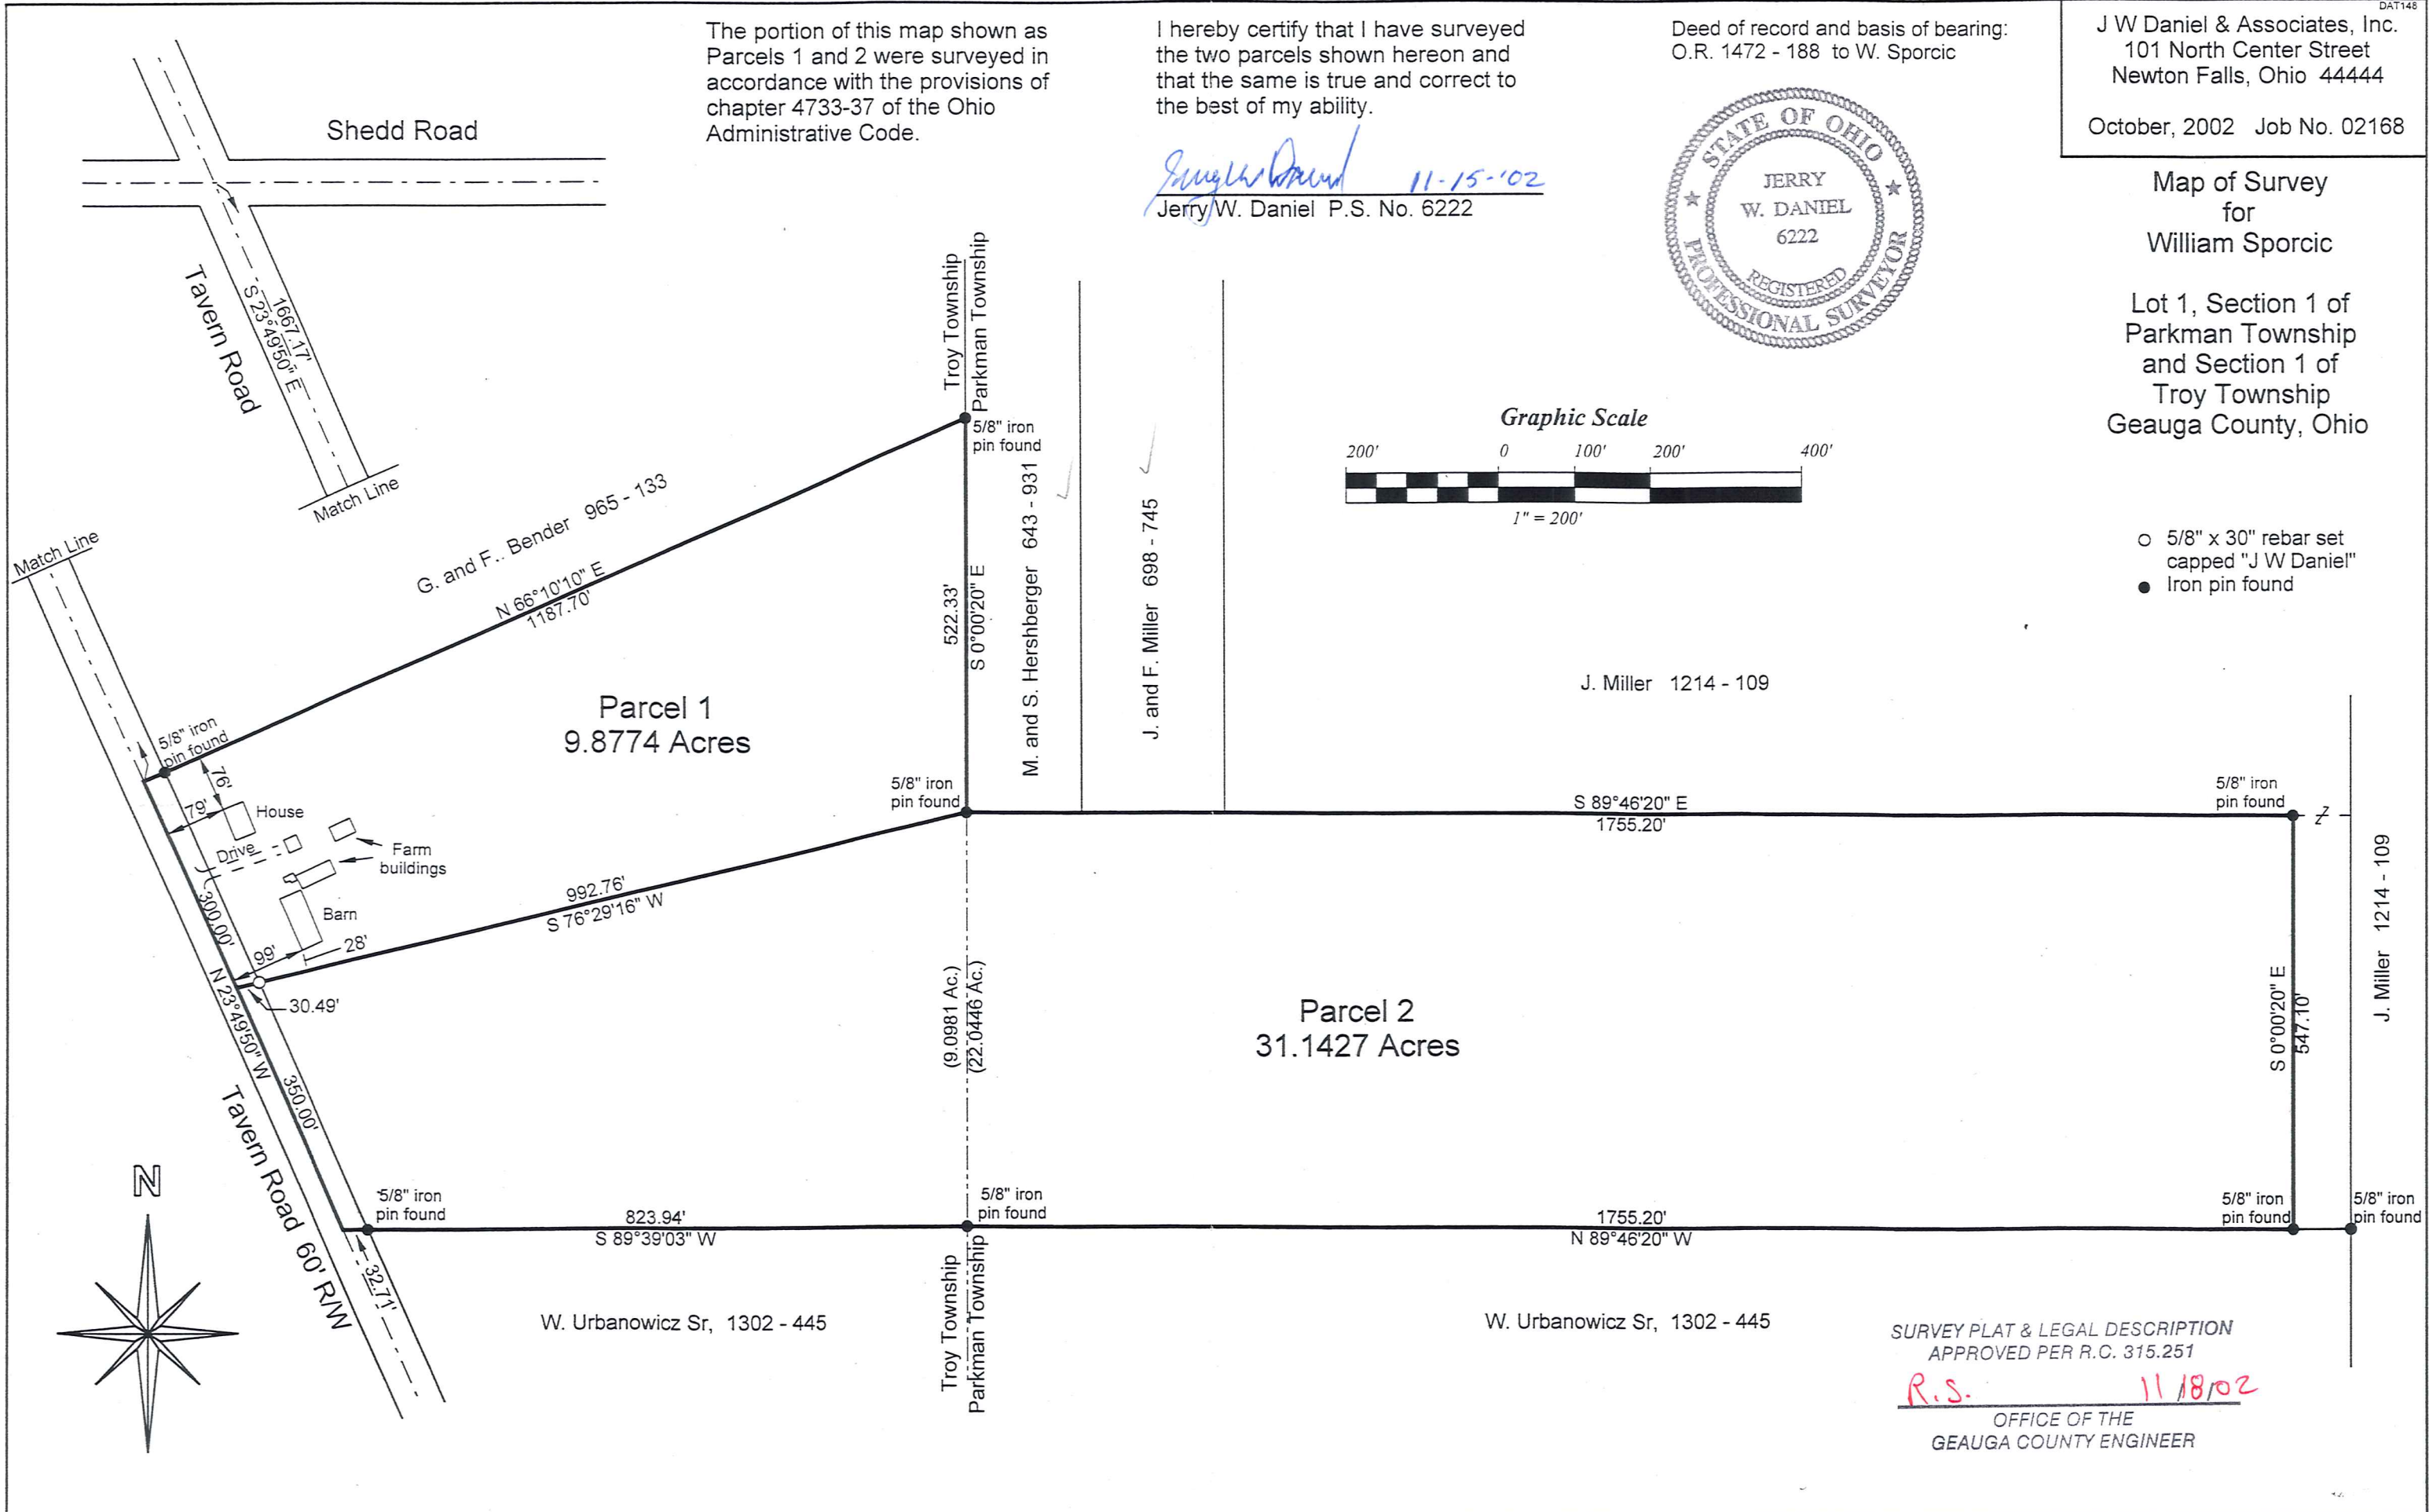 DAT148
The portion of this map shown as
Parcels 1 and 2 were surveyed in
accordance with the provisions of
chapter 4733-37 of the Ohio
Administrative Code.
I hereby certify that I have surveyed
the two parcels shown hereon and
that the same is true and correct to
the best of my ability.
11-15-'02
Jerry W. Daniel P.S. No. 6222
Deed of record and basis of bearing:
O.R. 1472 - 188 to W. Sporcic
STATE OF OHIO
JERRY
W. DANIEL
6222
REGISTERED
PROFESSIONAL SURVEYOR
J W Daniel & Associates, Inc.
101 North Center Street
Newton Falls, Ohio 44444
October, 2002 Job No. 02168
Map of Survey
for
William Sporcic
Lot 1, Section 1 of
Parkman Township
and Section 1 of
Troy Township
Geauga County, Ohio
Shedd Road
Tavern Road
1667.17'
S 23°49'50" E
Match Line
Match Line
Troy Township
Parkman Township
5/8" iron
pin found
G. and F.. Bender 965 - 133
N 66°10'10" E
1187.70'
522.33'
S 0°00'20" E
M. and S. Hershberger 643 - 931
J. and F. Miller 698 - 745
Graphic Scale
200' 0 100' 200' 400'
1" = 200'
5/8" x 30" rebar set
capped "J W Daniel"
Iron pin found
J. Miller 1214 - 109
Parcel 1
9.8774 Acres
5/8" iron
pin found
76'
79'
House
Drive
Farm
buildings
Barn
300.00'
99'
28'
30.49'
N 23°49'50" W
350.00'
992.76'
S 76°29'16" W
5/8" iron
pin found
S 89°46'20" E
1755.20'
5/8" iron
pin found
Z
J. Miller 1214 - 109
(9.0981 Ac.)
(22.0446 Ac.)
Parcel 2
31.1427 Acres
S 0°00'20" E
547.10'
Tavern Road 60' R/W
N
5/8" iron
pin found
823.94'
S 89°39'03" W
32.71'
5/8" iron
pin found
1755.20'
N 89°46'20" W
5/8" iron
pin found
5/8" iron
pin found
W. Urbanowicz Sr, 1302 - 445
Troy Township
Parkman Township
W. Urbanowicz Sr, 1302 - 445
SURVEY PLAT & LEGAL DESCRIPTION
APPROVED PER R.C. 315.251
R.S. 11/18/02
OFFICE OF THE
GEAUGA COUNTY ENGINEER